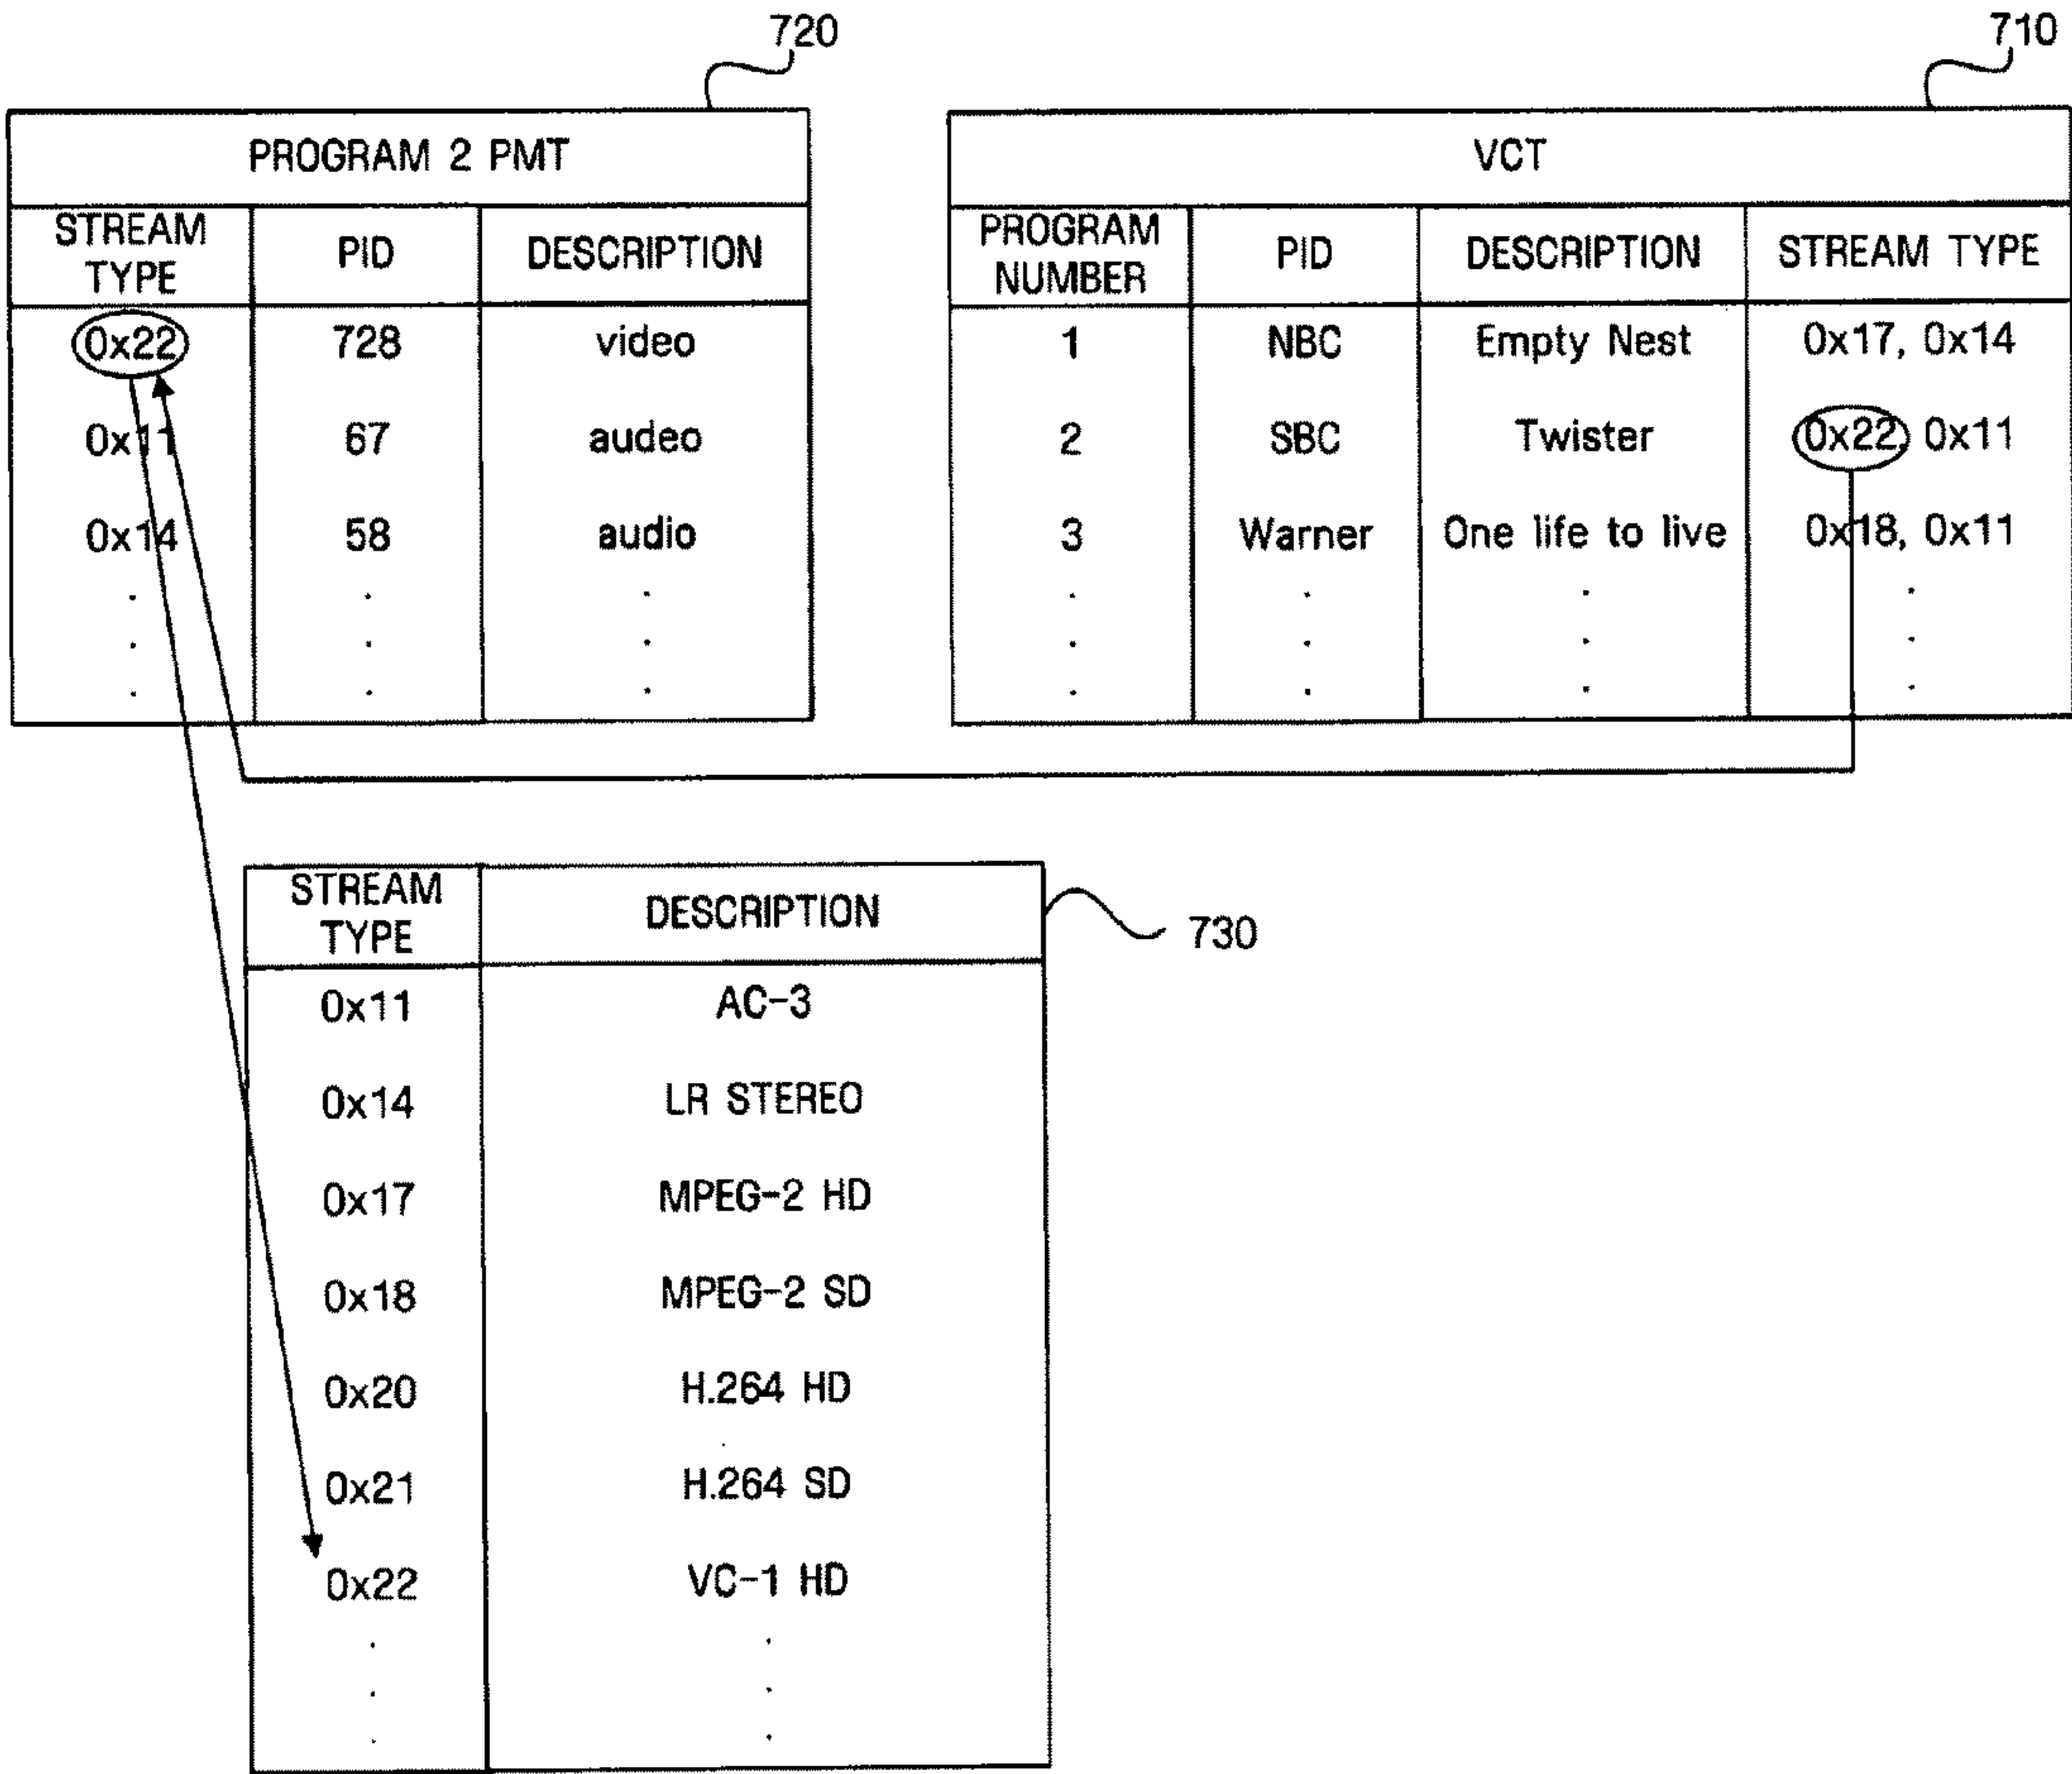 720
710
PROGRAM 2 PMT
STREAM TYPE PID DESCRIPTION
0x22 728 video
0x11 67 audeo
0x14 58 audio
VCT
PROGRAM NUMBER PID DESCRIPTION STREAM TYPE
1 NBC Empty Nest 0x17, 0x14
2 SBC Twister 0x22, 0x11
3 Warner One life to live 0x18, 0x11
730
STREAM TYPE DESCRIPTION
0x11 AC-3
0x14 LR STEREO
0x17 MPEG-2 HD
0x18 MPEG-2 SD
0x20 H.264 HD
0x21 H.264 SD
0x22 VC-1 HD